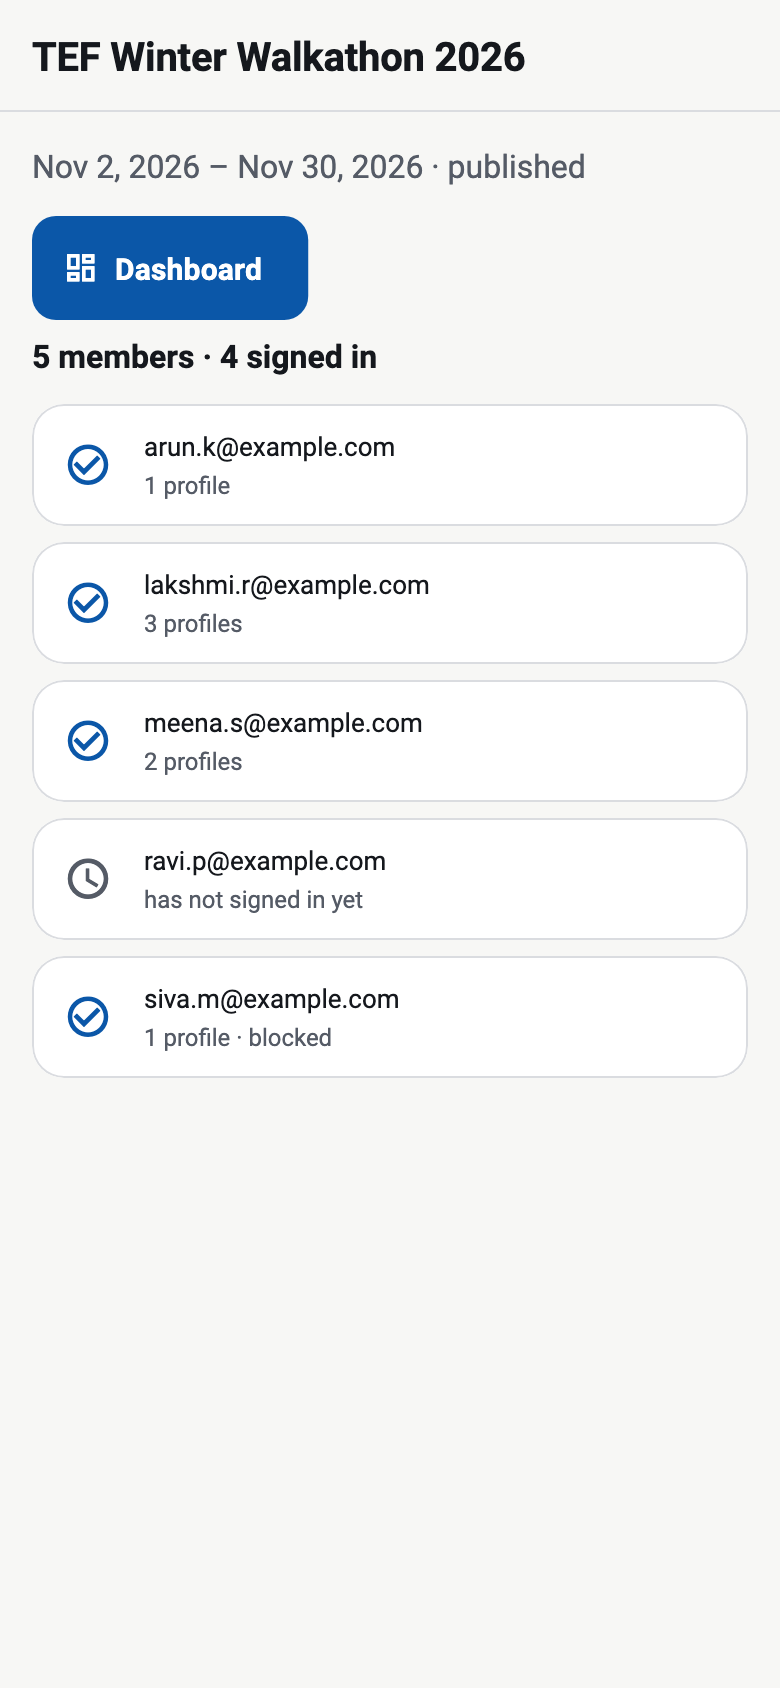 TEF Winter Walkathon 2026
Nov 2, 2026 – Nov 30, 2026 · published
Dashboard
5 members · 4 signed in
arun.k@example.com
1 profile
lakshmi.r@example.com
3 profiles
meena.s@example.com
2 profiles
ravi.p@example.com
has not signed in yet
siva.m@example.com
1 profile · blocked